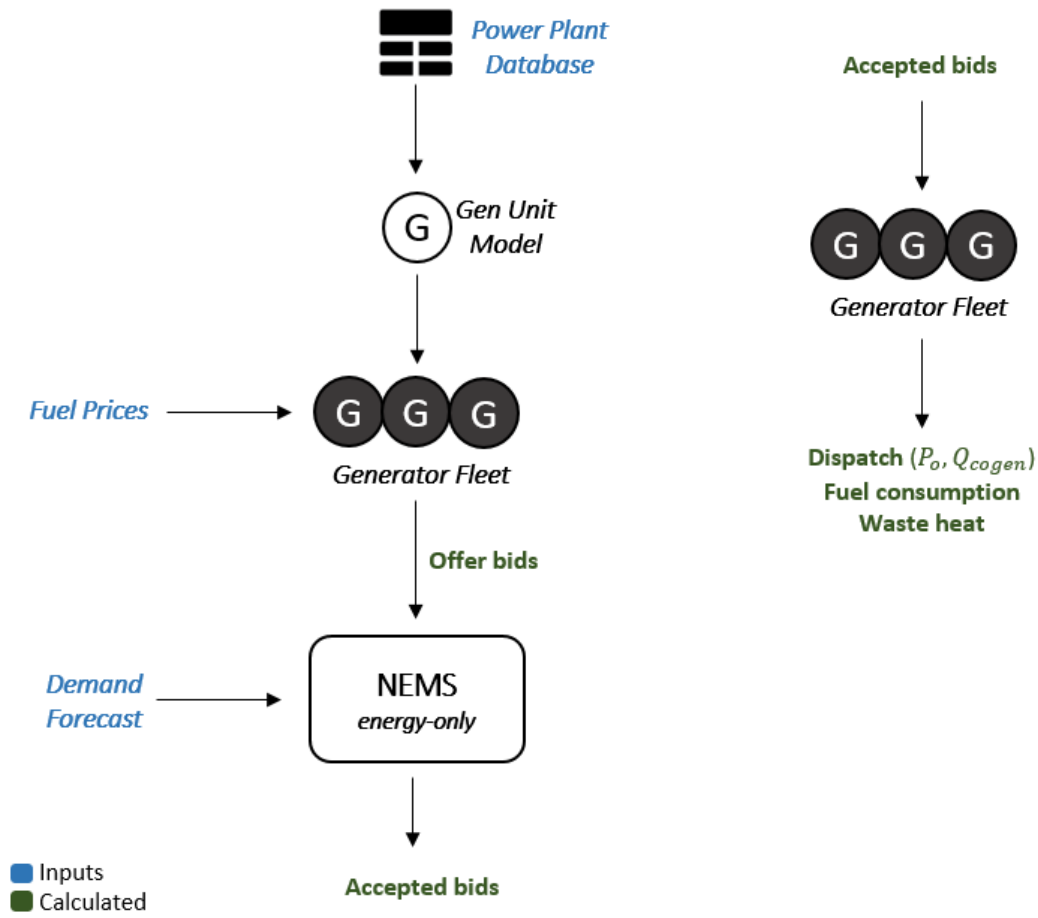 Power Plant
Database
G
Gen Unit
Model
Fuel Prices
G G G
Generator Fleet
Offer bids
Demand
Forecast
NEMS
energy-only
Accepted bids
Inputs
Calculated
Accepted bids
G G G
Generator Fleet
Dispatch (Pₒ, Q_cogen)
Fuel consumption
Waste heat